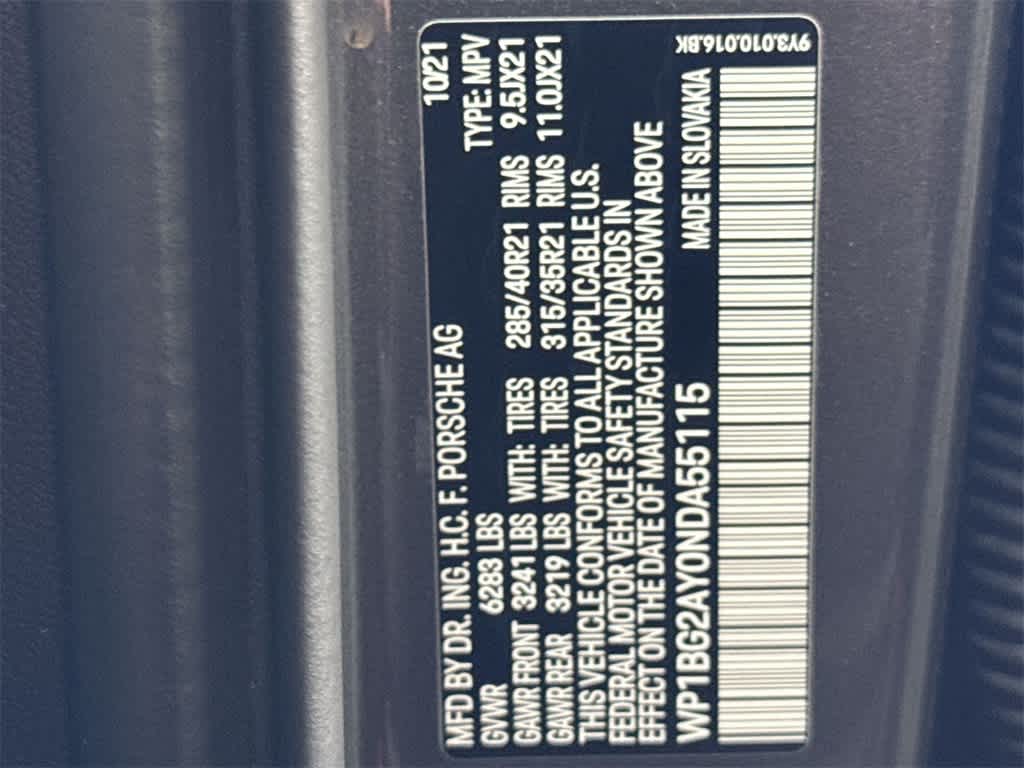 MFD BY DR. ING. H.C. F. PORSCHE AG 10/21
GVWR 6283 LBS TYPE: MPV
GAWR FRONT 3241 LBS WITH: TIRES 285/40R21 RIMS 9.5JX21
GAWR REAR 3219 LBS WITH: TIRES 315/35R21 RIMS 11.0JX21
THIS VEHICLE CONFORMS TO ALL APPLICABLE U.S.
FEDERAL MOTOR VEHICLE SAFETY STANDARDS IN
EFFECT ON THE DATE OF MANUFACTURE SHOWN ABOVE
WP1BG2AY0NDA55115 MADE IN SLOVAKIA
9Y3.010.016.BK